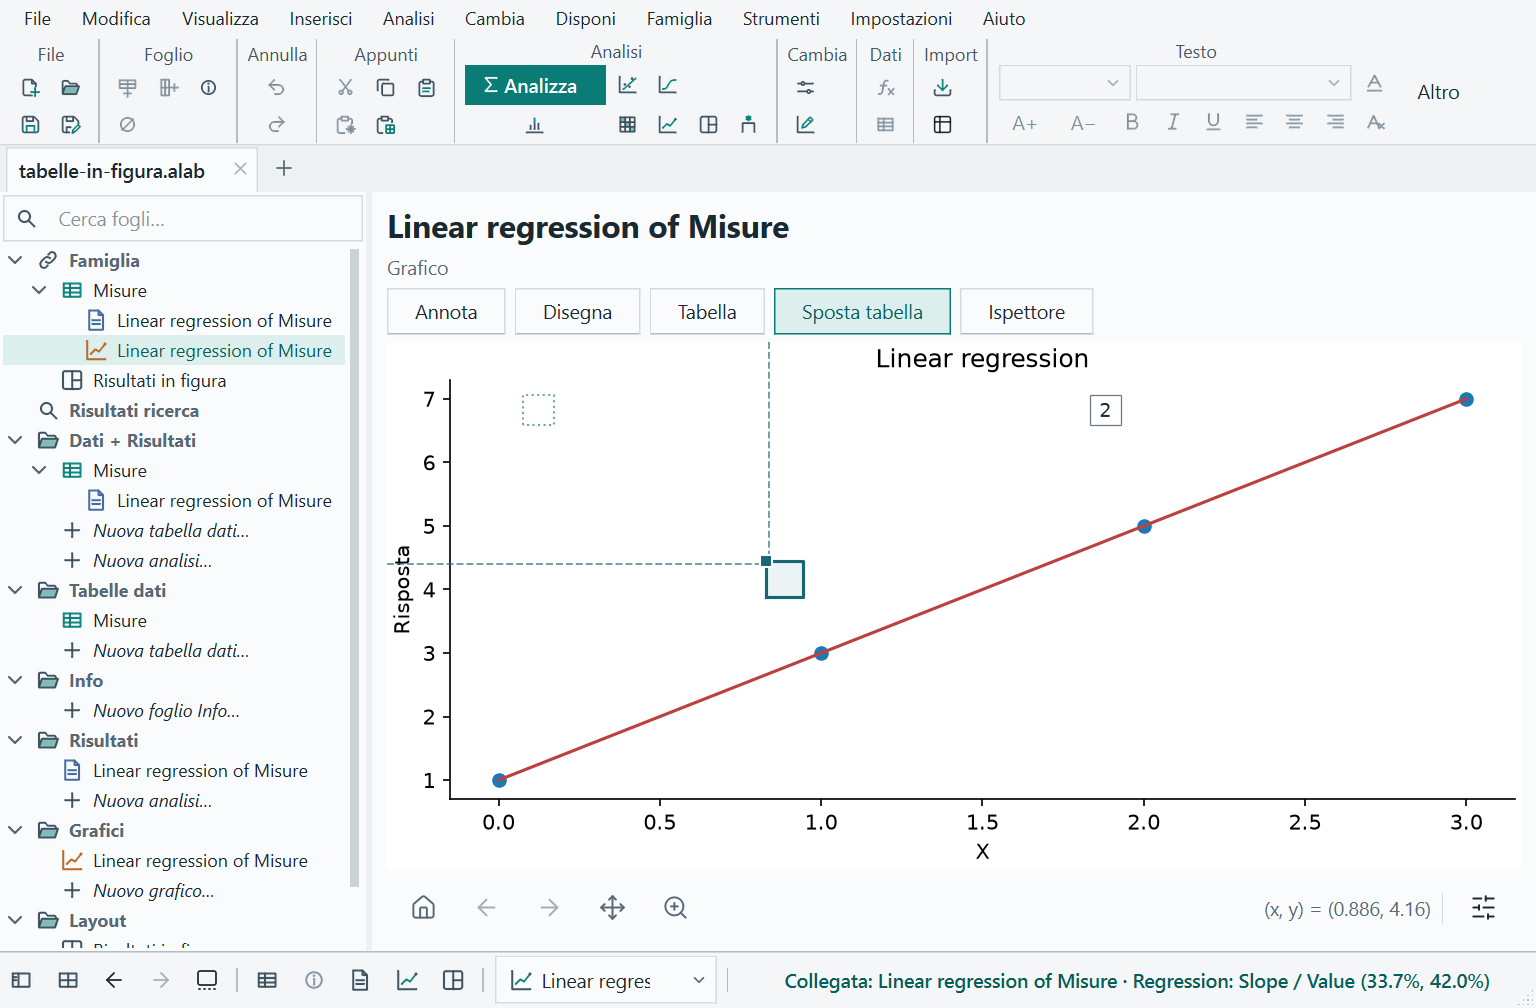 File Modifica Visualizza Inserisci Analisi Cambia Disponi Famiglia Strumenti Impostazioni Aiuto
File Foglio Annulla Appunti Analisi Cambia Dati Import Testo
Σ Analizza
Altro
A+ A− B I U
tabelle-in-figura.alab
Cerca fogli...
Famiglia
Misure
Linear regression of Misure
Linear regression of Misure
Risultati in figura
Risultati ricerca
Dati + Risultati
Misure
Linear regression of Misure
Nuova tabella dati...
Nuova analisi...
Tabelle dati
Misure
Nuova tabella dati...
Info
Nuovo foglio Info...
Risultati
Linear regression of Misure
Nuova analisi...
Grafici
Linear regression of Misure
Nuovo grafico...
Layout
Linear regression of Misure
Grafico
Annota Disegna Tabella Sposta tabella Ispettore
Linear regression
2
7
6
5
4
3
2
1
Risposta
0.0 0.5 1.0 1.5 2.0 2.5 3.0
X
(x, y) = (0.886, 4.16)
Linear regres
Collegata: Linear regression of Misure · Regression: Slope / Value (33.7%, 42.0%)